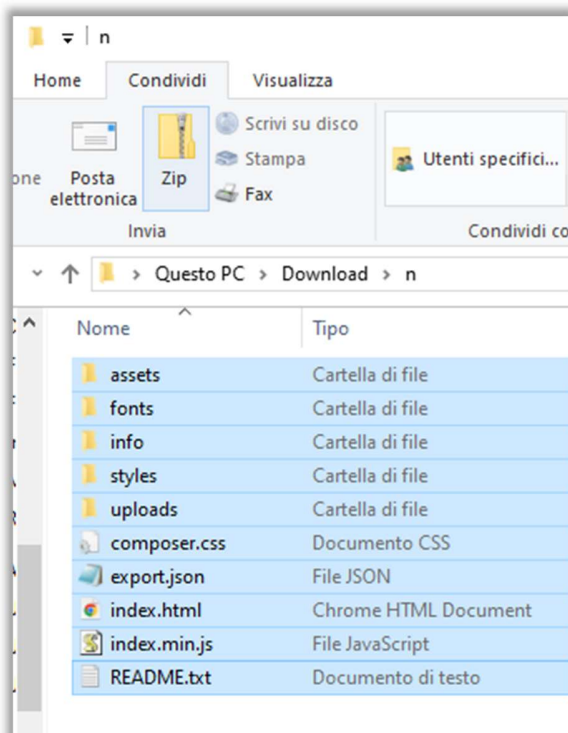 n
Home Condividi Visualizza
Scrivi su disco
Stampa
Fax
one Posta elettronica
Zip
Utenti specifici...
Invia
Condividi co
Questo PC > Download > n
Nome Tipo
assets Cartella di file
fonts Cartella di file
info Cartella di file
styles Cartella di file
uploads Cartella di file
composer.css Documento CSS
export.json File JSON
index.html Chrome HTML Document
index.min.js File JavaScript
README.txt Documento di testo